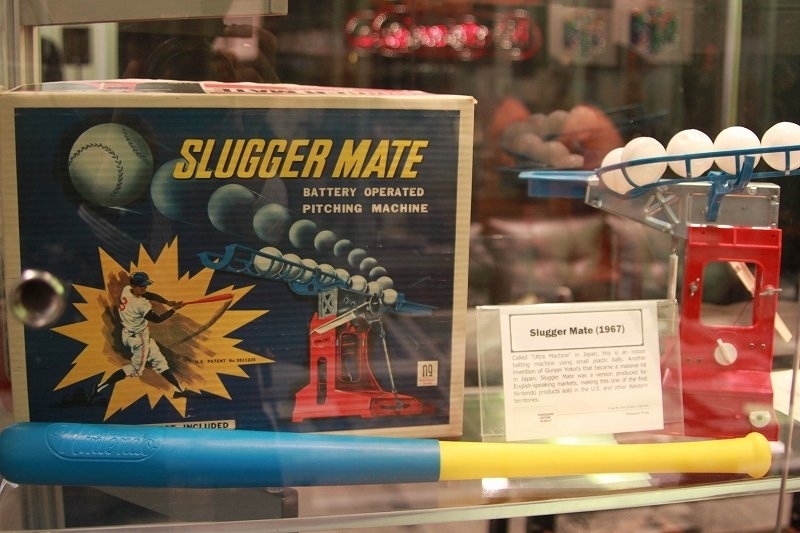 SLUGGER MATE
BATTERY OPERATED
PITCHING MACHINE
U.S. PATENT No.
INCLUDED
Slugger Mate (1967)
Called "Ultra Machine" in Japan, this is an indoor
batting machine using small plastic balls. Another
invention of Gunpei Yokoi's that became a massive hit
in Japan. Slugger Mate was a version produced for
English-speaking markets, making this one of the first
Nintendo products sold in the U.S. and other Western
territories.